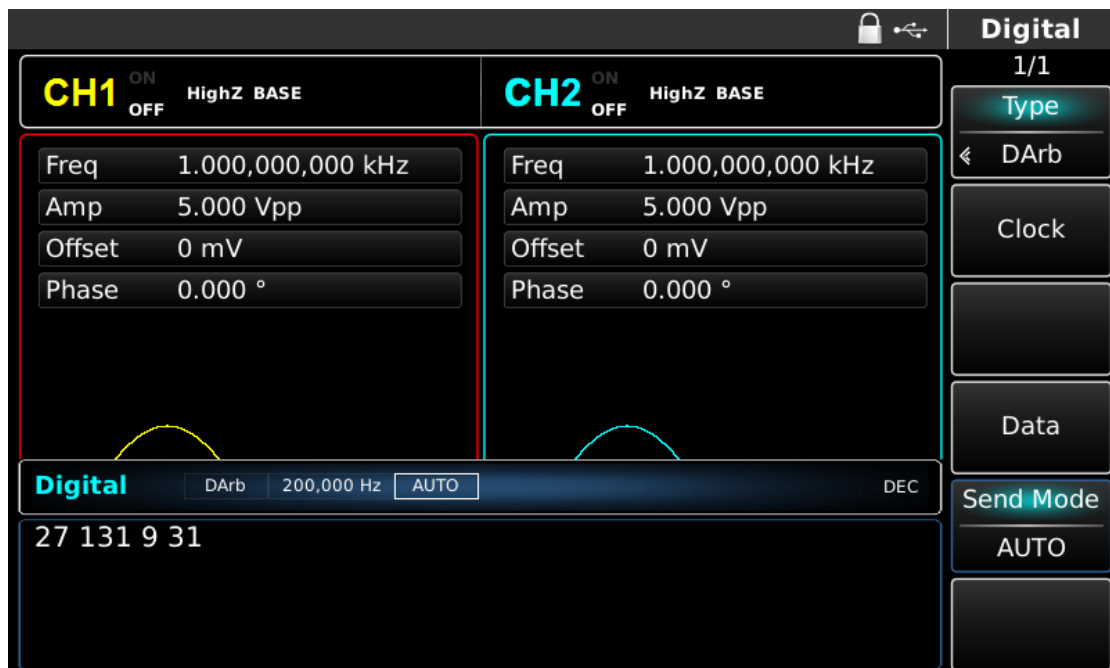 Digital
1/1
CH1 ON OFF HighZ BASE
CH2 ON OFF HighZ BASE
Freq 1.000,000,000 kHz
Amp 5.000 Vpp
Offset 0 mV
Phase 0.000 °
Freq 1.000,000,000 kHz
Amp 5.000 Vpp
Offset 0 mV
Phase 0.000 °
Digital DArb 200,000 Hz AUTO DEC
27 131 9 31
Type
DArb
Clock
Data
Send Mode
AUTO